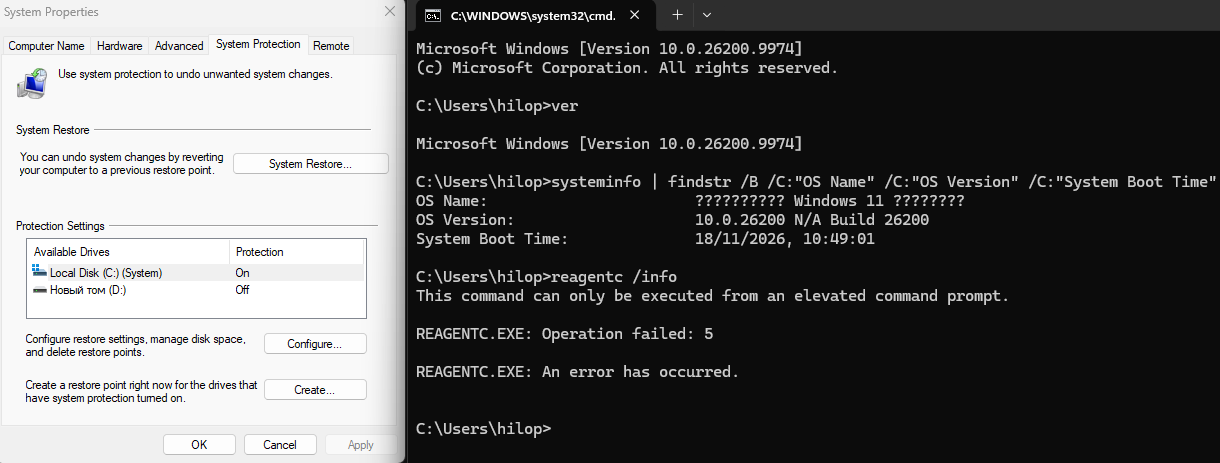 System Properties
Computer Name
Hardware
Advanced
System Protection
Remote
Use system protection to undo unwanted system changes.
System Restore
You can undo system changes by reverting
your computer to a previous restore point.
System Restore...
Protection Settings
Available Drives
Protection
Local Disk (C:) (System)
On
Новый том (D:)
Off
Configure restore settings, manage disk space,
and delete restore points.
Configure...
Create a restore point right now for the drives that
have system protection turned on.
Create...
OK
Cancel
Apply
C:\WINDOWS\system32\cmd.
Microsoft Windows [Version 10.0.26200.9974]
(c) Microsoft Corporation. All rights reserved.
C:\Users\hilop>ver
Microsoft Windows [Version 10.0.26200.9974]
C:\Users\hilop>systeminfo | findstr /B /C:"OS Name" /C:"OS Version" /C:"System Boot Time"
OS Name: ?????????? Windows 11 ????????
OS Version: 10.0.26200 N/A Build 26200
System Boot Time: 18/11/2026, 10:49:01
C:\Users\hilop>reagentc /info
This command can only be executed from an elevated command prompt.
REAGENTC.EXE: Operation failed: 5
REAGENTC.EXE: An error has occurred.
C:\Users\hilop>